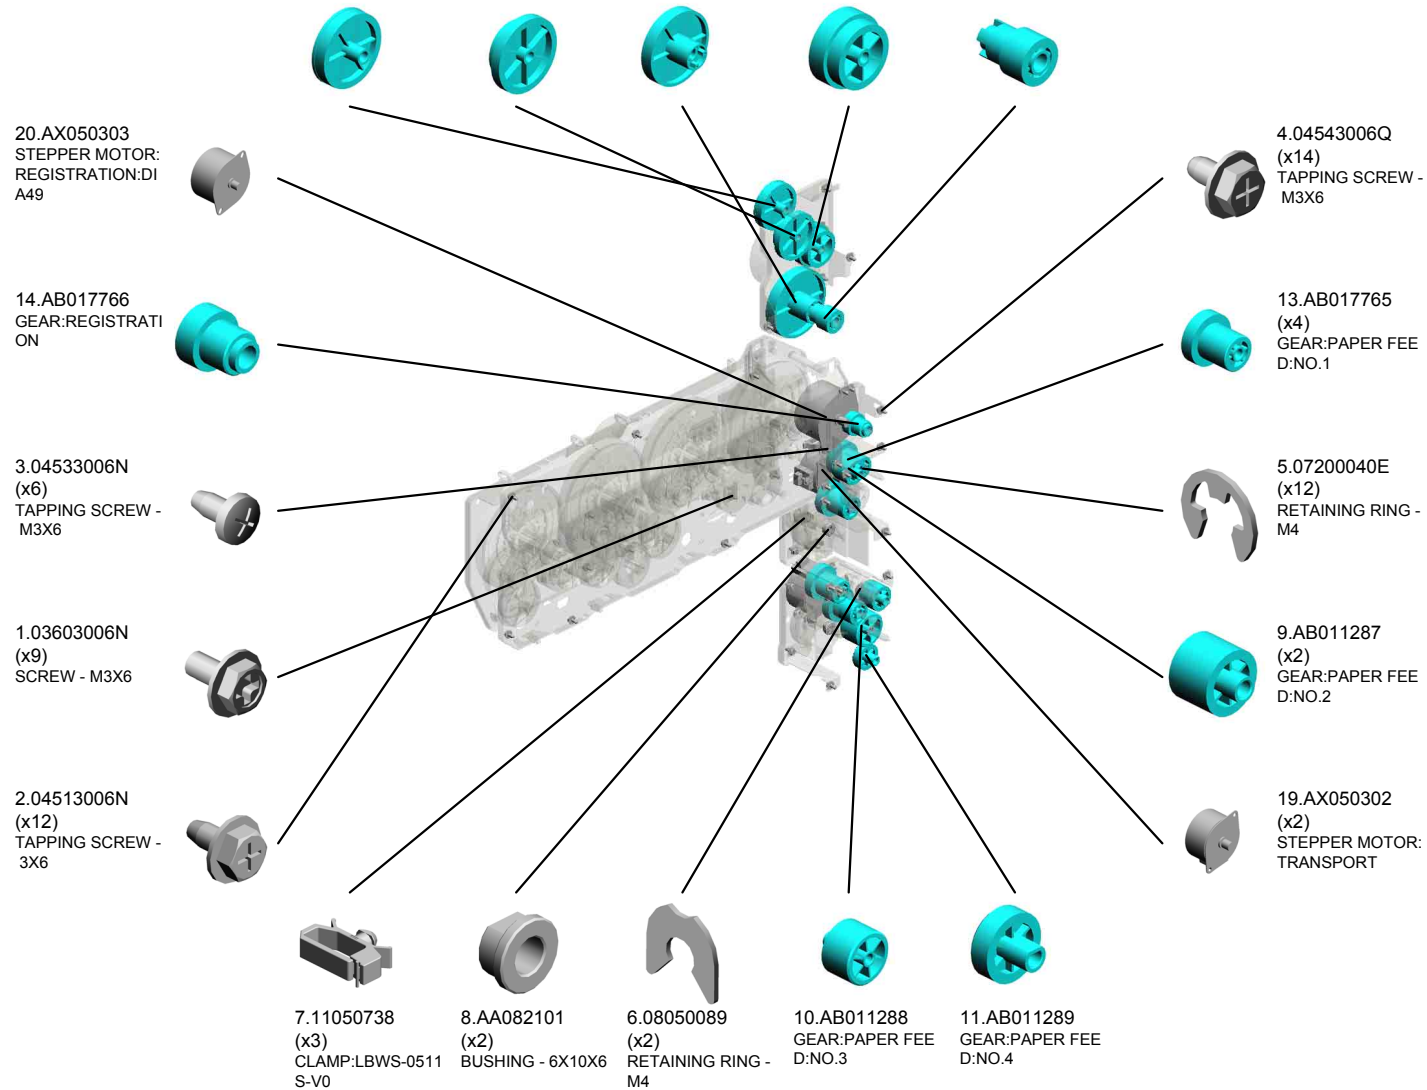 20.AX050303
STEPPER MOTOR:
REGISTRATION:DI
A49
14.AB017766
GEAR:REGISTRATI
ON
3.04533006N
(x6)
TAPPING SCREW -
M3X6
1.03603006N
(x9)
SCREW - M3X6
2.04513006N
(x12)
TAPPING SCREW -
3X6
7.11050738
(x3)
CLAMP:LBWS-0511
S-V0
8.AA082101
(x2)
BUSHING - 6X10X6
6.08050089
(x2)
RETAINING RING -
M4
10.AB011288
GEAR:PAPER FEE
D:NO.3
11.AB011289
GEAR:PAPER FEE
D:NO.4
4.04543006Q
(x14)
TAPPING SCREW -
M3X6
13.AB017765
(x4)
GEAR:PAPER FEE
D:NO.1
5.07200040E
(x12)
RETAINING RING -
M4
9.AB011287
(x2)
GEAR:PAPER FEE
D:NO.2
19.AX050302
(x2)
STEPPER MOTOR:
TRANSPORT